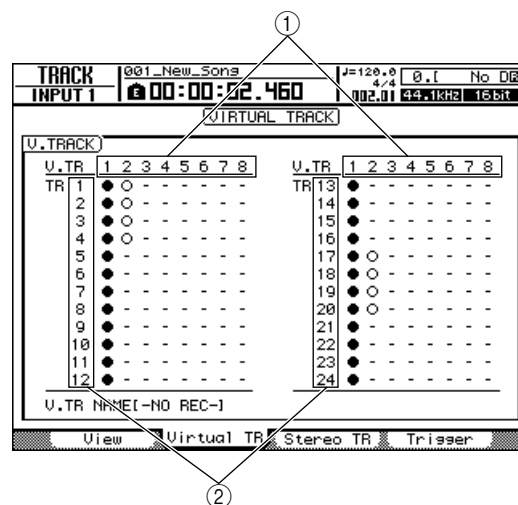 ①
TRACK 001_New_Song ♩=120.0 0.[ No D
INPUT 1 00:00:02.460 4/4 002.01 44.1kHz 16bit
VIRTUAL TRACK
V.TRACK
V.TR 1 2 3 4 5 6 7 8 V.TR 1 2 3 4 5 6 7 8
TR 1 ● ○ - - - - - - TR 13 ● - - - - - - -
2 ● ○ - - - - - - 14 ● - - - - - - -
3 ● ○ - - - - - - 15 ● - - - - - - -
4 ● ○ - - - - - - 16 ● - - - - - - -
5 ● - - - - - - - 17 ● ○ - - - - - -
6 ● - - - - - - - 18 ● ○ - - - - - -
7 ● - - - - - - - 19 ● ○ - - - - - -
8 ● - - - - - - - 20 ● ○ - - - - - -
9 ● - - - - - - - 21 ● - - - - - - -
10 ● - - - - - - - 22 ● - - - - - - -
11 ● - - - - - - - 23 ● - - - - - - -
12 ● - - - - - - - 24 ● - - - - - - -
V.TR NAME[-NO REC-]
View Virtual TR Stereo TR Trigger
②